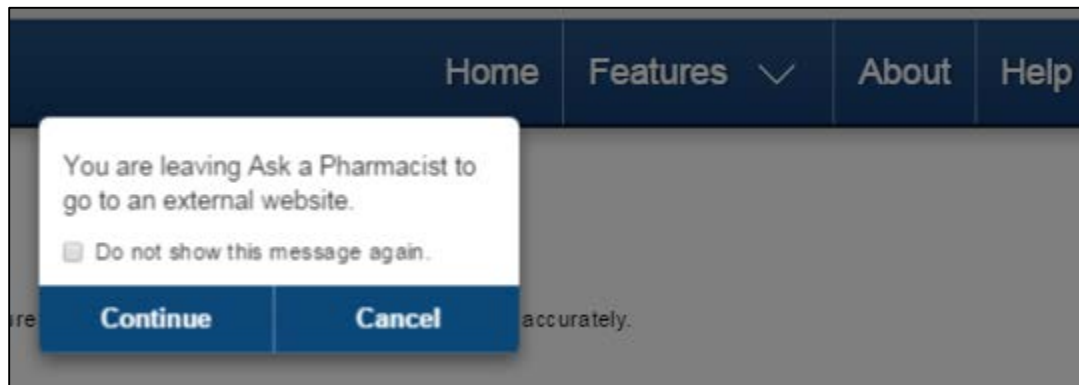 Home Features About Help
You are leaving Ask a Pharmacist to
go to an external website.
Do not show this message again.
Continue Cancel
accurately.